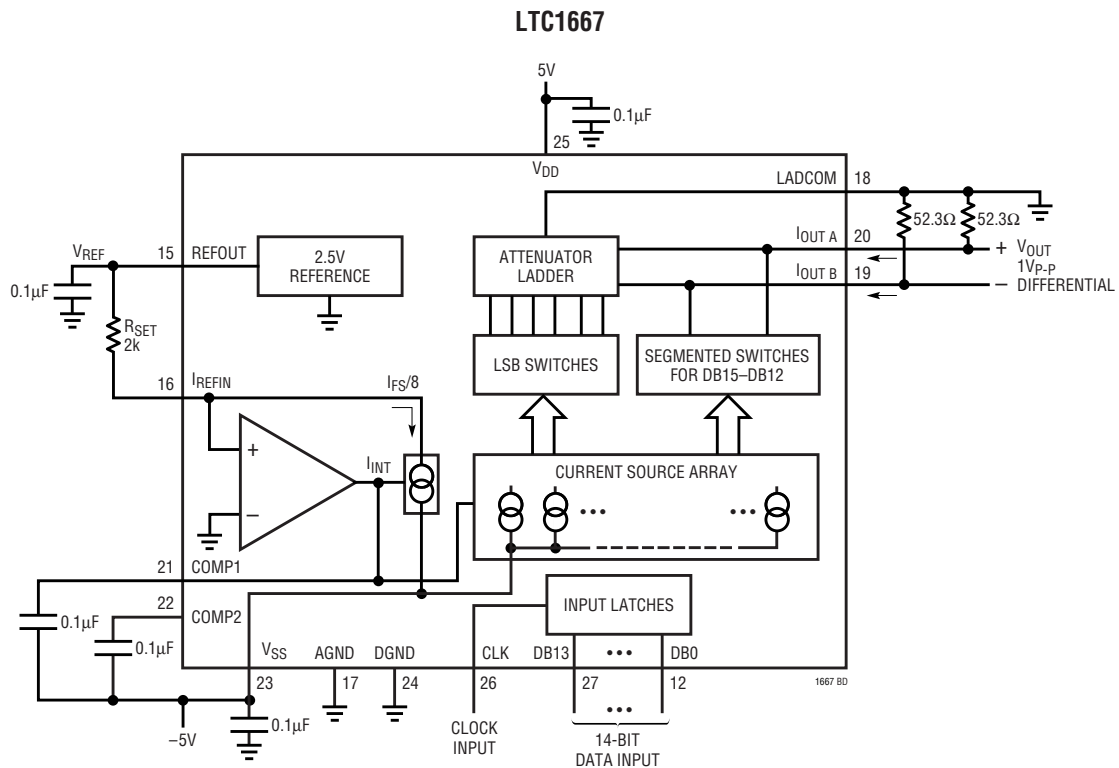 LTC1667
5V
0.1µF
25
VDD
LADCOM
18
52.3Ω
52.3Ω
VREF
15
REFOUT
2.5V
REFERENCE
ATTENUATOR
LADDER
IOUT A
20
+
VOUT
1VP-P
DIFFERENTIAL
IOUT B
19
–
0.1µF
RSET
2k
LSB SWITCHES
SEGMENTED SWITCHES
FOR DB15–DB12
16
IREFIN
IFS/8
+
–
IINT
CURRENT SOURCE ARRAY
•••
•••
21
COMP1
22
COMP2
0.1µF
0.1µF
INPUT LATCHES
VSS
AGND
DGND
CLK
DB13
•••
DB0
23
17
24
26
27
12
1667 BD
–5V
0.1µF
CLOCK
INPUT
•••
14-BIT
DATA INPUT